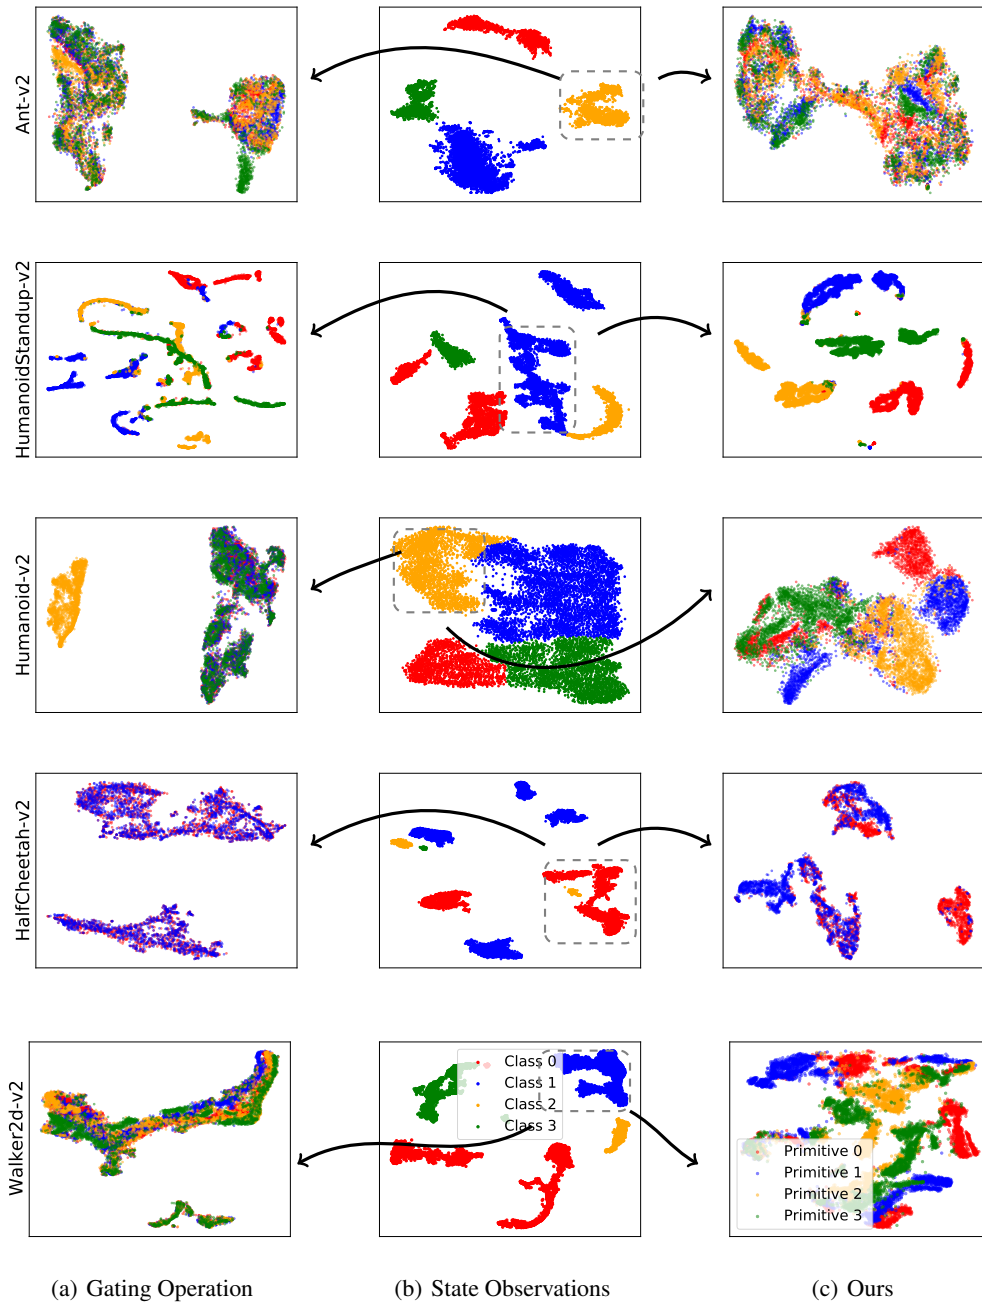 Ant-v2
HumanoidStandup-v2
Humanoid-v2
HalfCheetah-v2
Walker2d-v2
Class 0
Class 1
Class 2
Class 3
Primitive 0
Primitive 1
Primitive 2
Primitive 3
(a) Gating Operation
(b) State Observations
(c) Ours